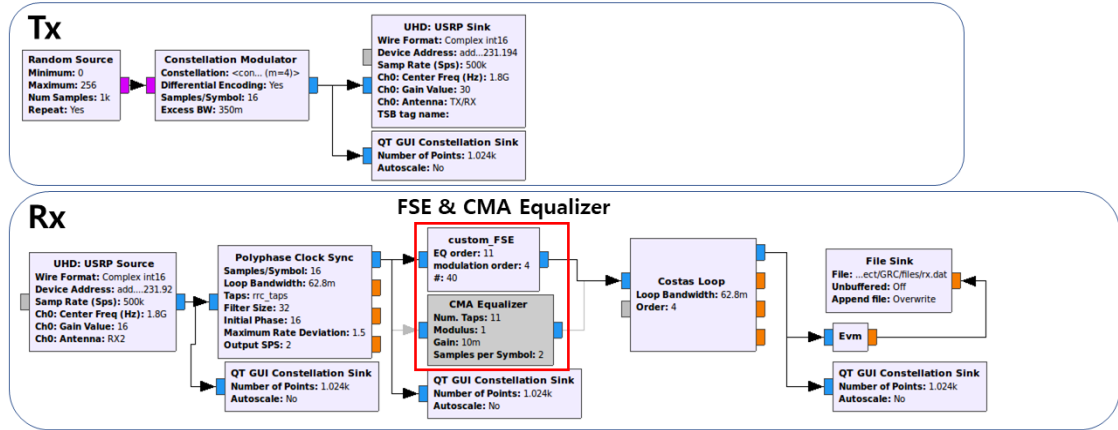 Tx
Random Source
Minimum: 0
Maximum: 256
Num Samples: 1k
Repeat: Yes
Constellation Modulator
Constellation: <con... (m=4)>
Differential Encoding: Yes
Samples/Symbol: 16
Excess BW: 350m
UHD: USRP Sink
Wire Format: Complex int16
Device Address: add...231.194
Samp Rate (Sps): 500k
Ch0: Center Freq (Hz): 1.8G
Ch0: Gain Value: 30
Ch0: Antenna: TX/RX
TSB tag name:
QT GUI Constellation Sink
Number of Points: 1.024k
Autoscale: No
Rx
FSE & CMA Equalizer
UHD: USRP Source
Wire Format: Complex int16
Device Address: add....231.92
Samp Rate (Sps): 500k
Ch0: Center Freq (Hz): 1.8G
Ch0: Gain Value: 16
Ch0: Antenna: RX2
Polyphase Clock Sync
Samples/Symbol: 16
Loop Bandwidth: 62.8m
Taps: rrc_taps
Filter Size: 32
Initial Phase: 16
Maximum Rate Deviation: 1.5
Output SPS: 2
custom_FSE
EQ order: 11
modulation order: 4
#: 40
CMA Equalizer
Num. Taps: 11
Modulus: 1
Gain: 10m
Samples per Symbol: 2
Costas Loop
Loop Bandwidth: 62.8m
Order: 4
File Sink
File: ...ect/GRC/files/rx.dat
Unbuffered: Off
Append file: Overwrite
Evm
QT GUI Constellation Sink
Number of Points: 1.024k
Autoscale: No
QT GUI Constellation Sink
Number of Points: 1.024k
Autoscale: No
QT GUI Constellation Sink
Number of Points: 1.024k
Autoscale: No